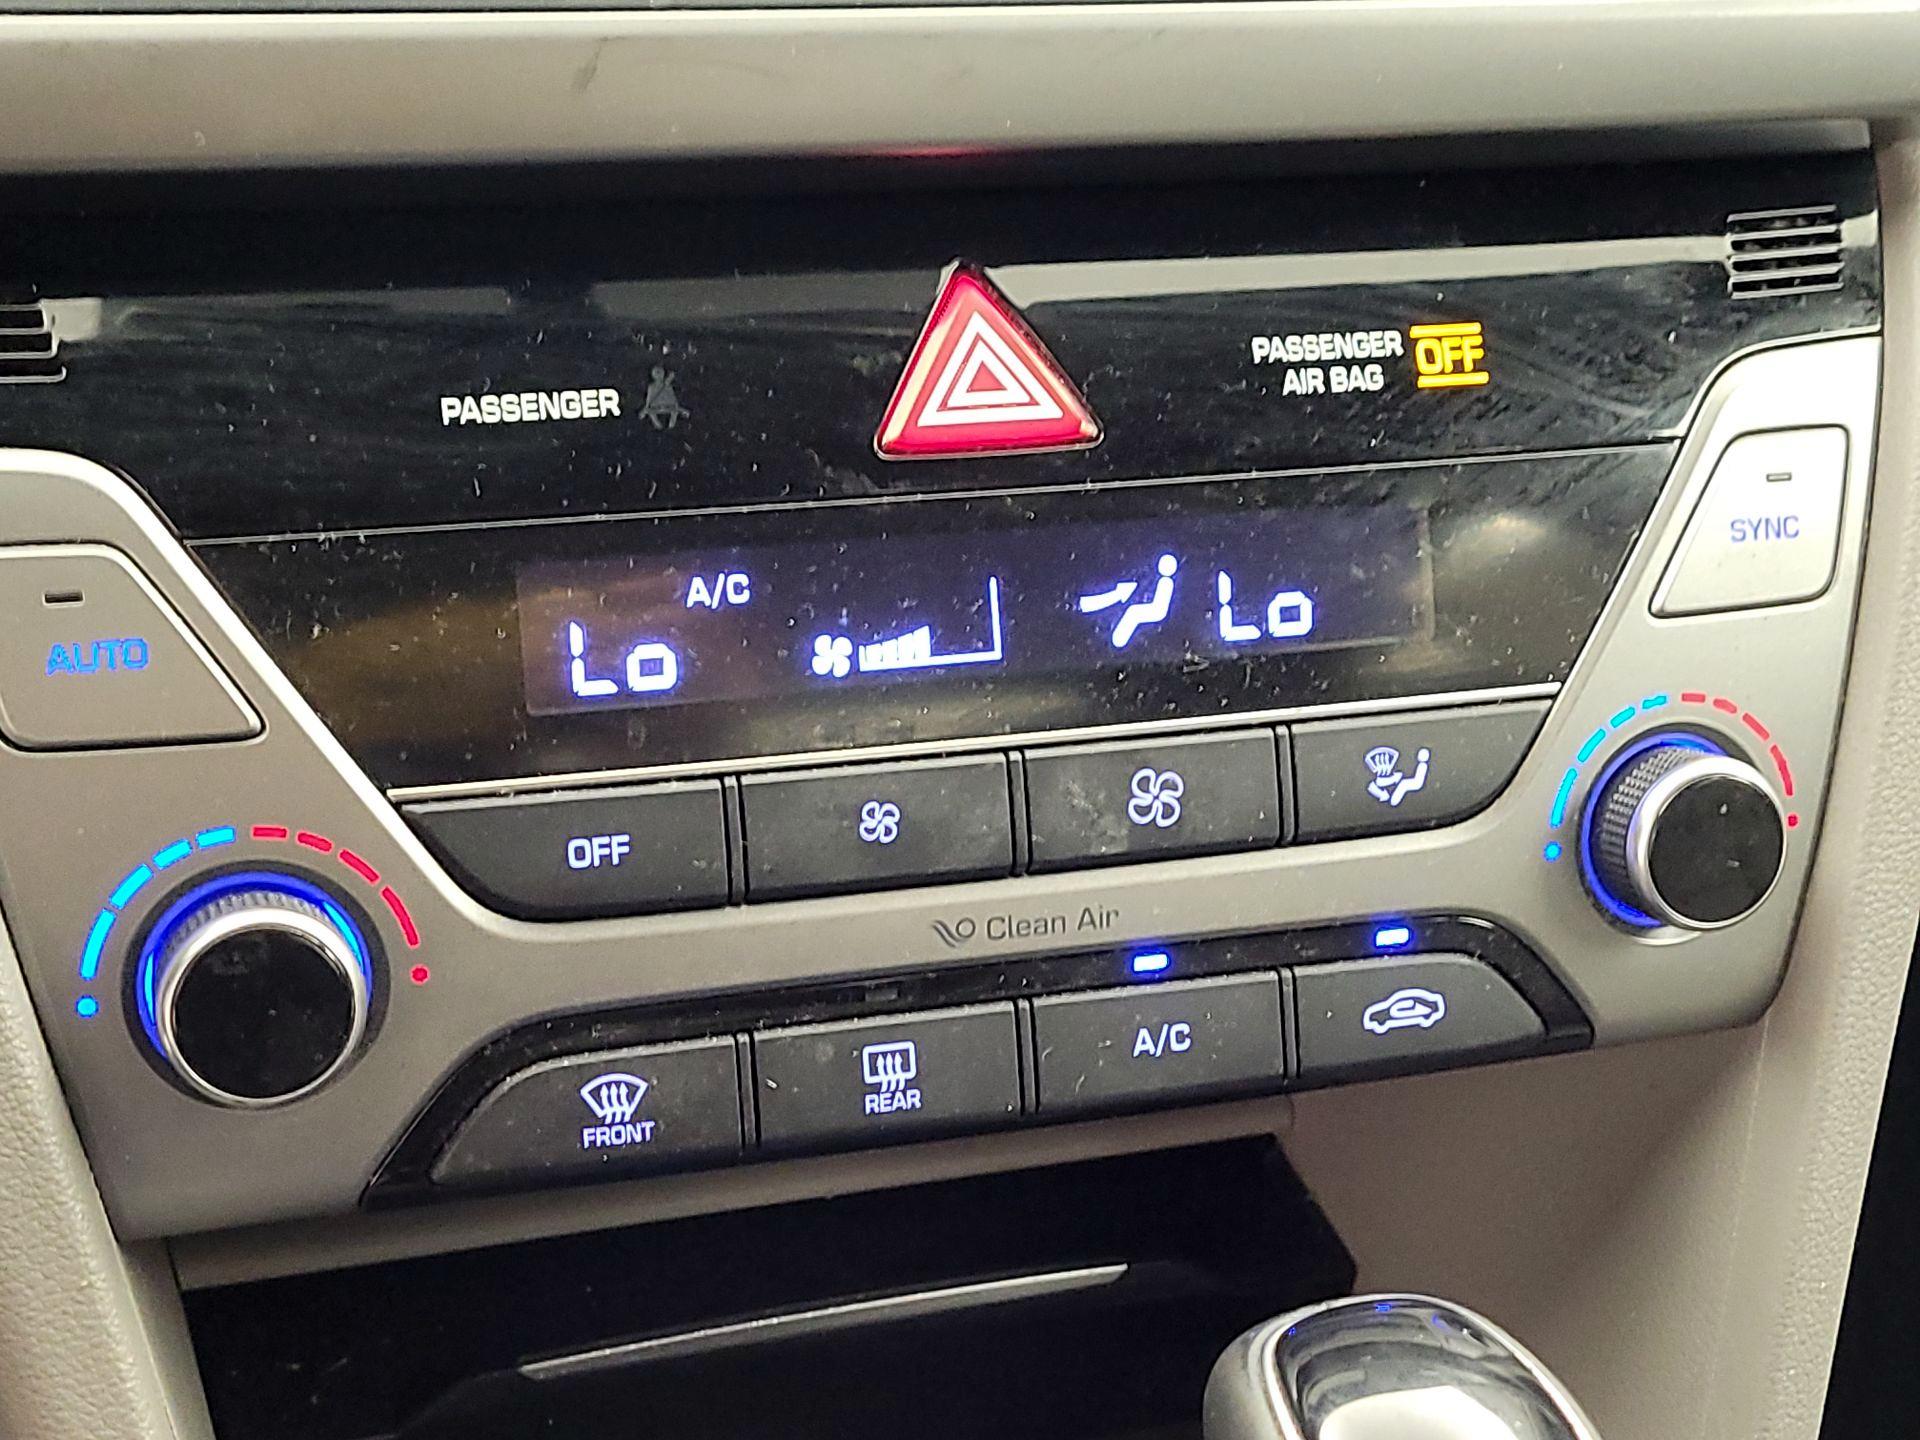 PASSENGER
PASSENGER
AIR BAG
OFF
SYNC
AUTO
A/C
Lo
Lo
OFF
Clean Air
FRONT
REAR
A/C